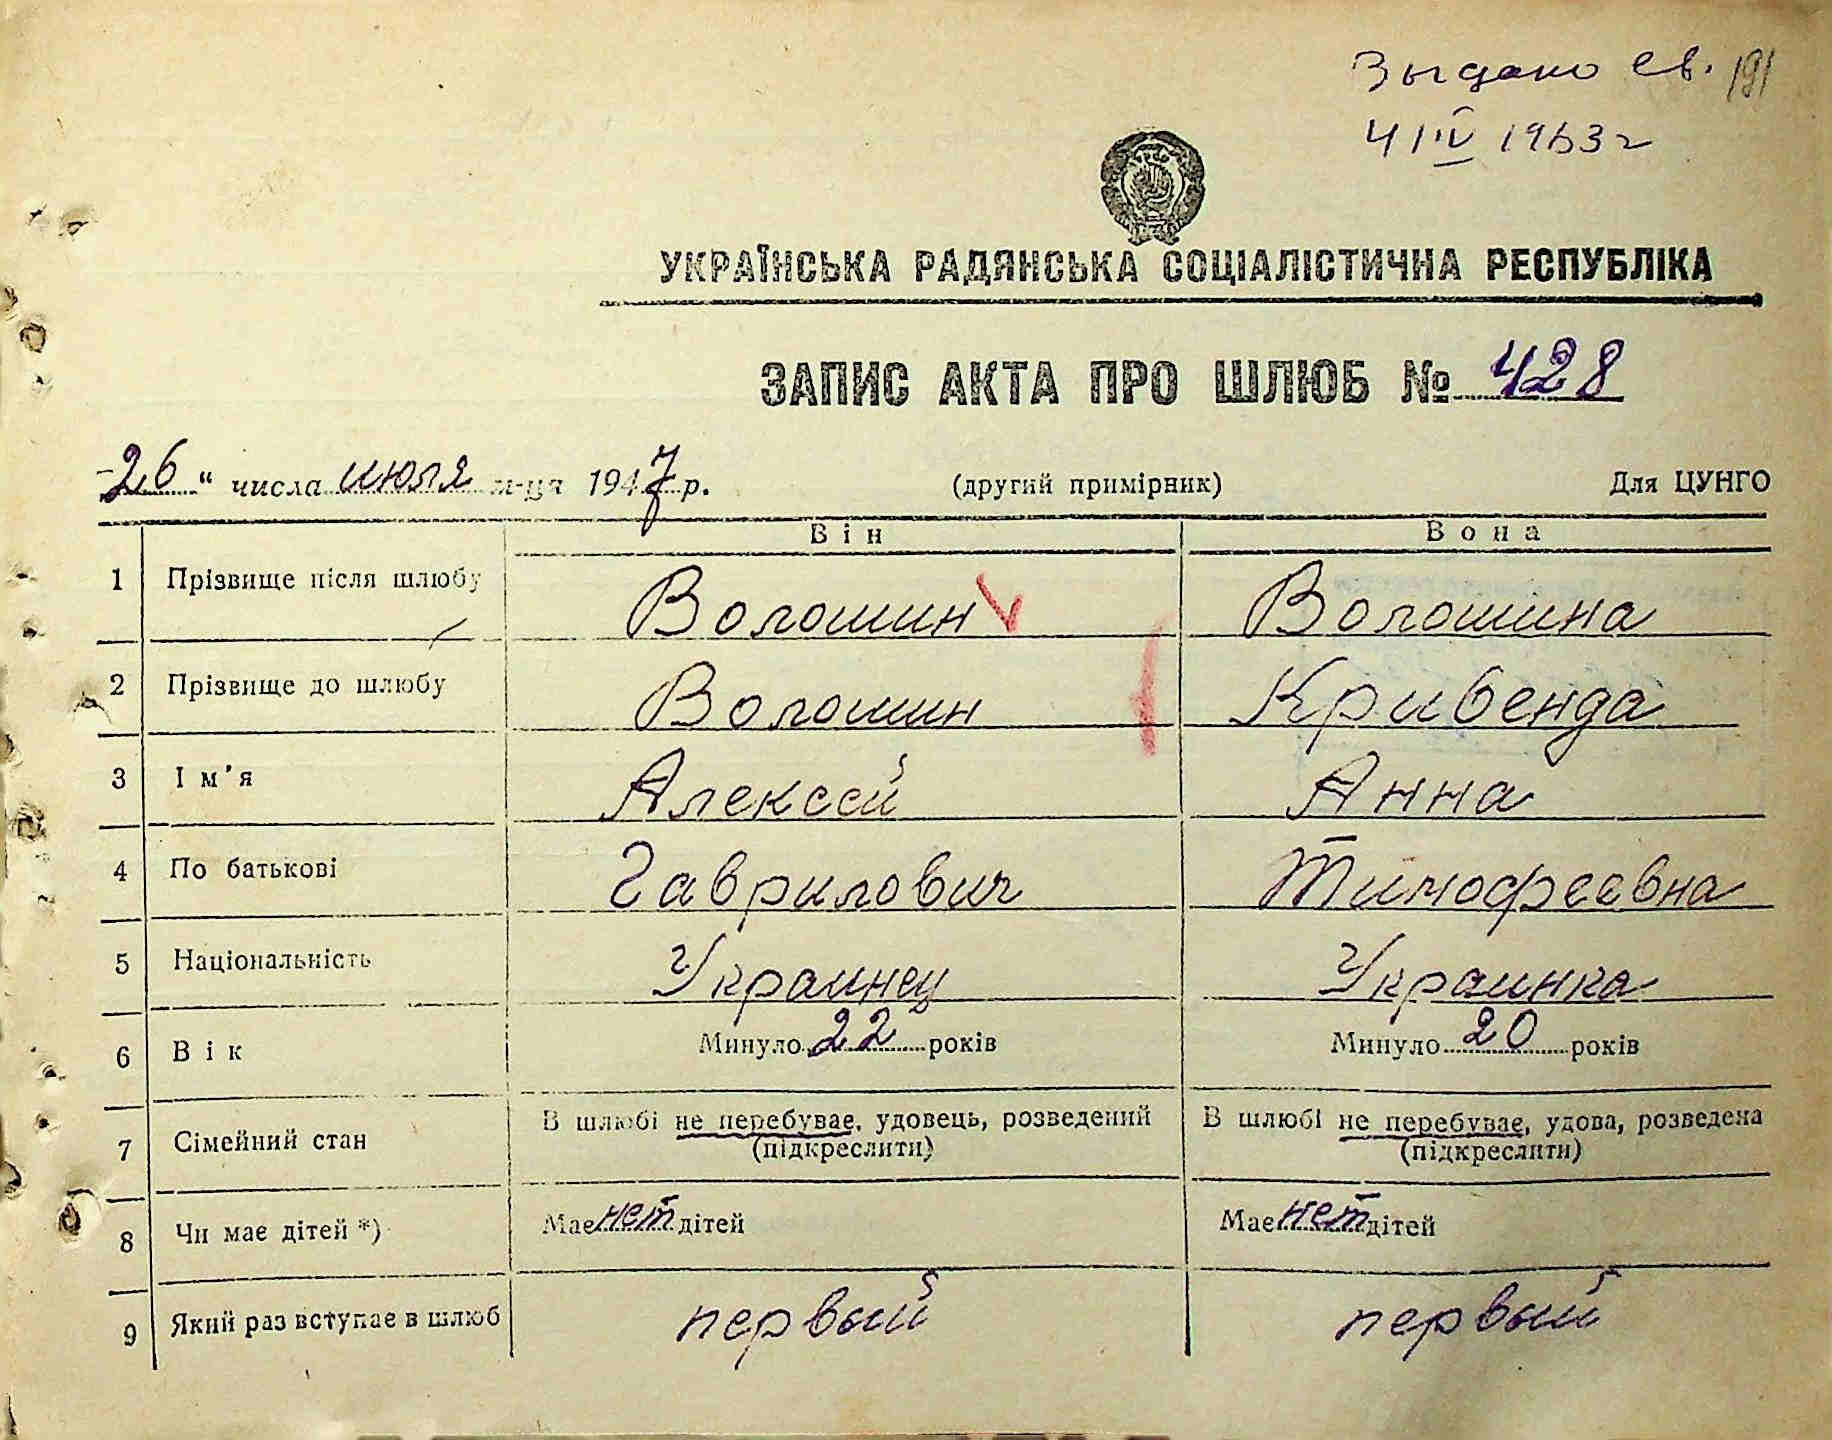 Выдано св. 191
4 IV 1963 г
УКРАЇНСЬКА РАДЯНСЬКА СОЦІАЛІСТИЧНА РЕСПУБЛІКА
ЗАПИС АКТА ПРО ШЛЮБ № 428
"26" числа июля м-ця 1947 р. (другий примірник) Для ЦУНГО
Він Вона
1 Прізвище після шлюбу Волошин Волошина
2 Прізвище до шлюбу Волошин Кривенда
3 Ім'я Алексей Анна
4 По батькові Гаврилович Тимофеевна
5 Національність Украинец Украинка
6 Вік Минуло 22 років Минуло 20 років
7 Сімейний стан В шлюбі не перебуває, удовець, розведений (підкреслити) В шлюбі не перебуває, удова, розведена (підкреслити)
8 Чи має дітей *) Має нет дітей Має нет дітей
9 Який раз вступає в шлюб первый первый